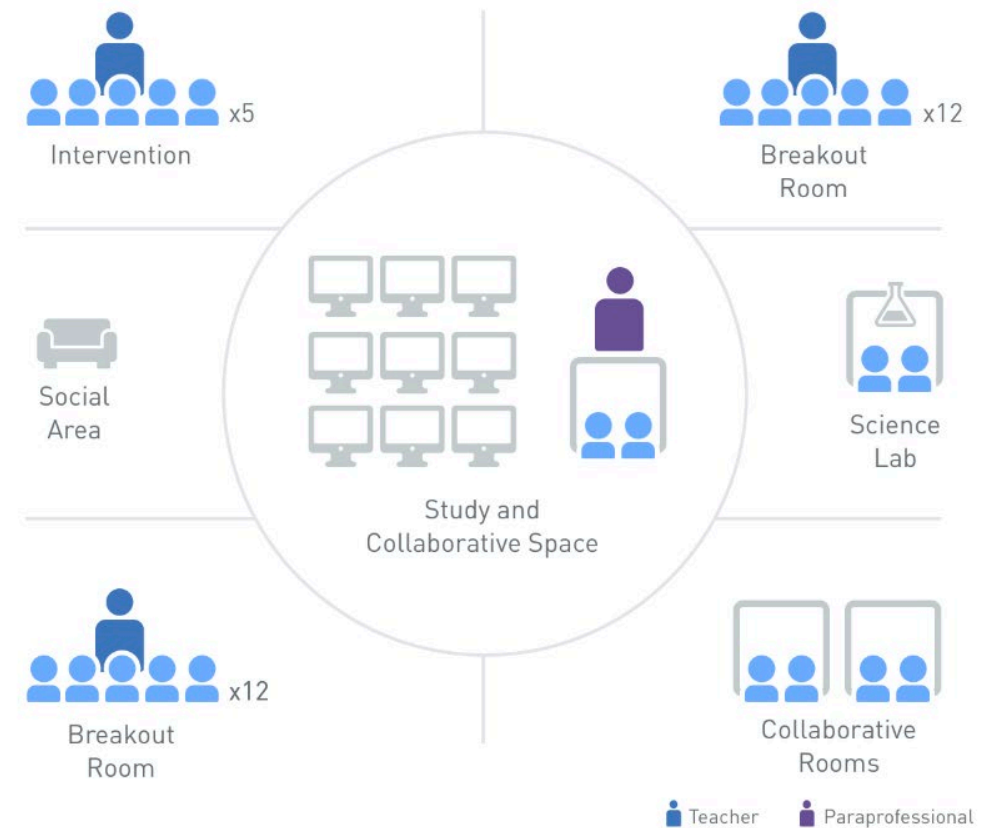 x5
Intervention
x12
Breakout
Room
Social
Area
Study and
Collaborative Space
Science
Lab
x12
Breakout
Room
Collaborative
Rooms
Teacher
Paraprofessional